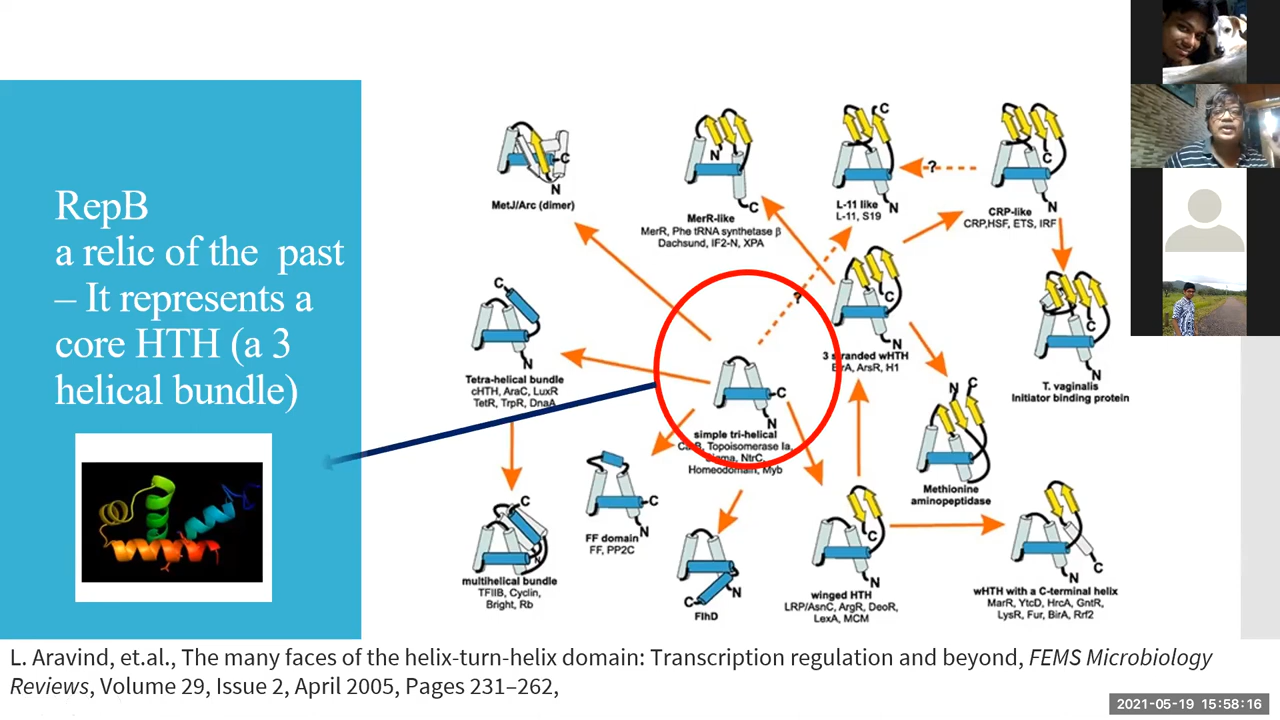 RepB
a relic of the past
– It represents a
core HTH (a 3
helical bundle)
C
N
MetJ/Arc (dimer)
N
C
MerR-like
MerR, Phe tRNA synthetase β
Dachsund, IF2-N, XPA
C
N
L-11 like
L-11, S19
?
C
N
CRP-like
CRP,HSF, ETS, IRF
C
N
Tetra-helical bundle
cHTH, AraC, LuxR
TetR, TrpR, DnaA
?
C
N
simple tri-helical
Topoisomerase Ia,
NtrC,
Homeodomain, Myb
C
N
3 stranded wHTH
BirA, ArsR, H1
C
N
T. vaginalis
Initiator binding protein
N
C
Methionine
aminopeptidase
C
N
multihelical bundle
TFIIB, Cyclin,
Bright, Rb
C
N
FF domain
FF, PP2C
N
C
FlhD
C
N
winged HTH
LRP/AsnC, ArgR, DeoR,
LexA, MCM
C
N
wHTH with a C-terminal helix
MarR, YtcD, HrcA, GntR,
LysR, Fur, BirA, Rrf2
L. Aravind, et.al., The many faces of the helix-turn-helix domain: Transcription regulation and beyond, FEMS Microbiology
Reviews, Volume 29, Issue 2, April 2005, Pages 231–262,
2021-05-19 15:58:16